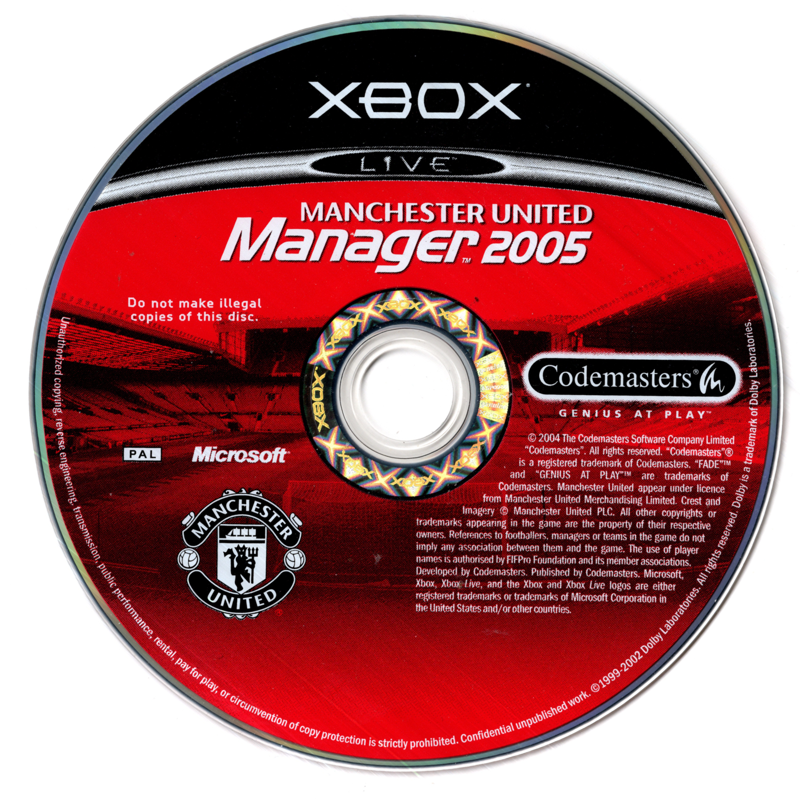 XBOX
LIVE™
MANCHESTER UNITED
Manager™ 2005
Do not make illegal
copies of this disc.
XBOX
XBOX
XBOX
XBOX
Codemasters®
GENIUS AT PLAY™
PAL
Microsoft®
© 2004 The Codemasters Software Company Limited
"Codemasters". All rights reserved. "Codemasters"®
is a registered trademark of Codemasters. "FADE"™
and "GENIUS AT PLAY"™ are trademarks of
Codemasters. Manchester United appear under licence
from Manchester United Merchandising Limited. Crest and
Imagery © Manchester United PLC. All other copyrights or
trademarks appearing in the game are the property of their respective
owners. References to footballers, managers or teams in the game do not
imply any association between them and the game. The use of player
names is authorised by FIFPro Foundation and its member associations.
Developed by Codemasters. Published by Codemasters. Microsoft,
Xbox, Xbox Live, and the Xbox and Xbox Live logos are either
registered trademarks or trademarks of Microsoft Corporation in
the United States and/or other countries.
MANCHESTER
UNITED
Unauthorized copying, reverse engineering, transmission, public performance, rental, pay for play, or circumvention of copy protection is strictly prohibited. Confidential unpublished work. ©1999-2002 Dolby Laboratories. All rights reserved. Dolby is a trademark of Dolby Laboratories.